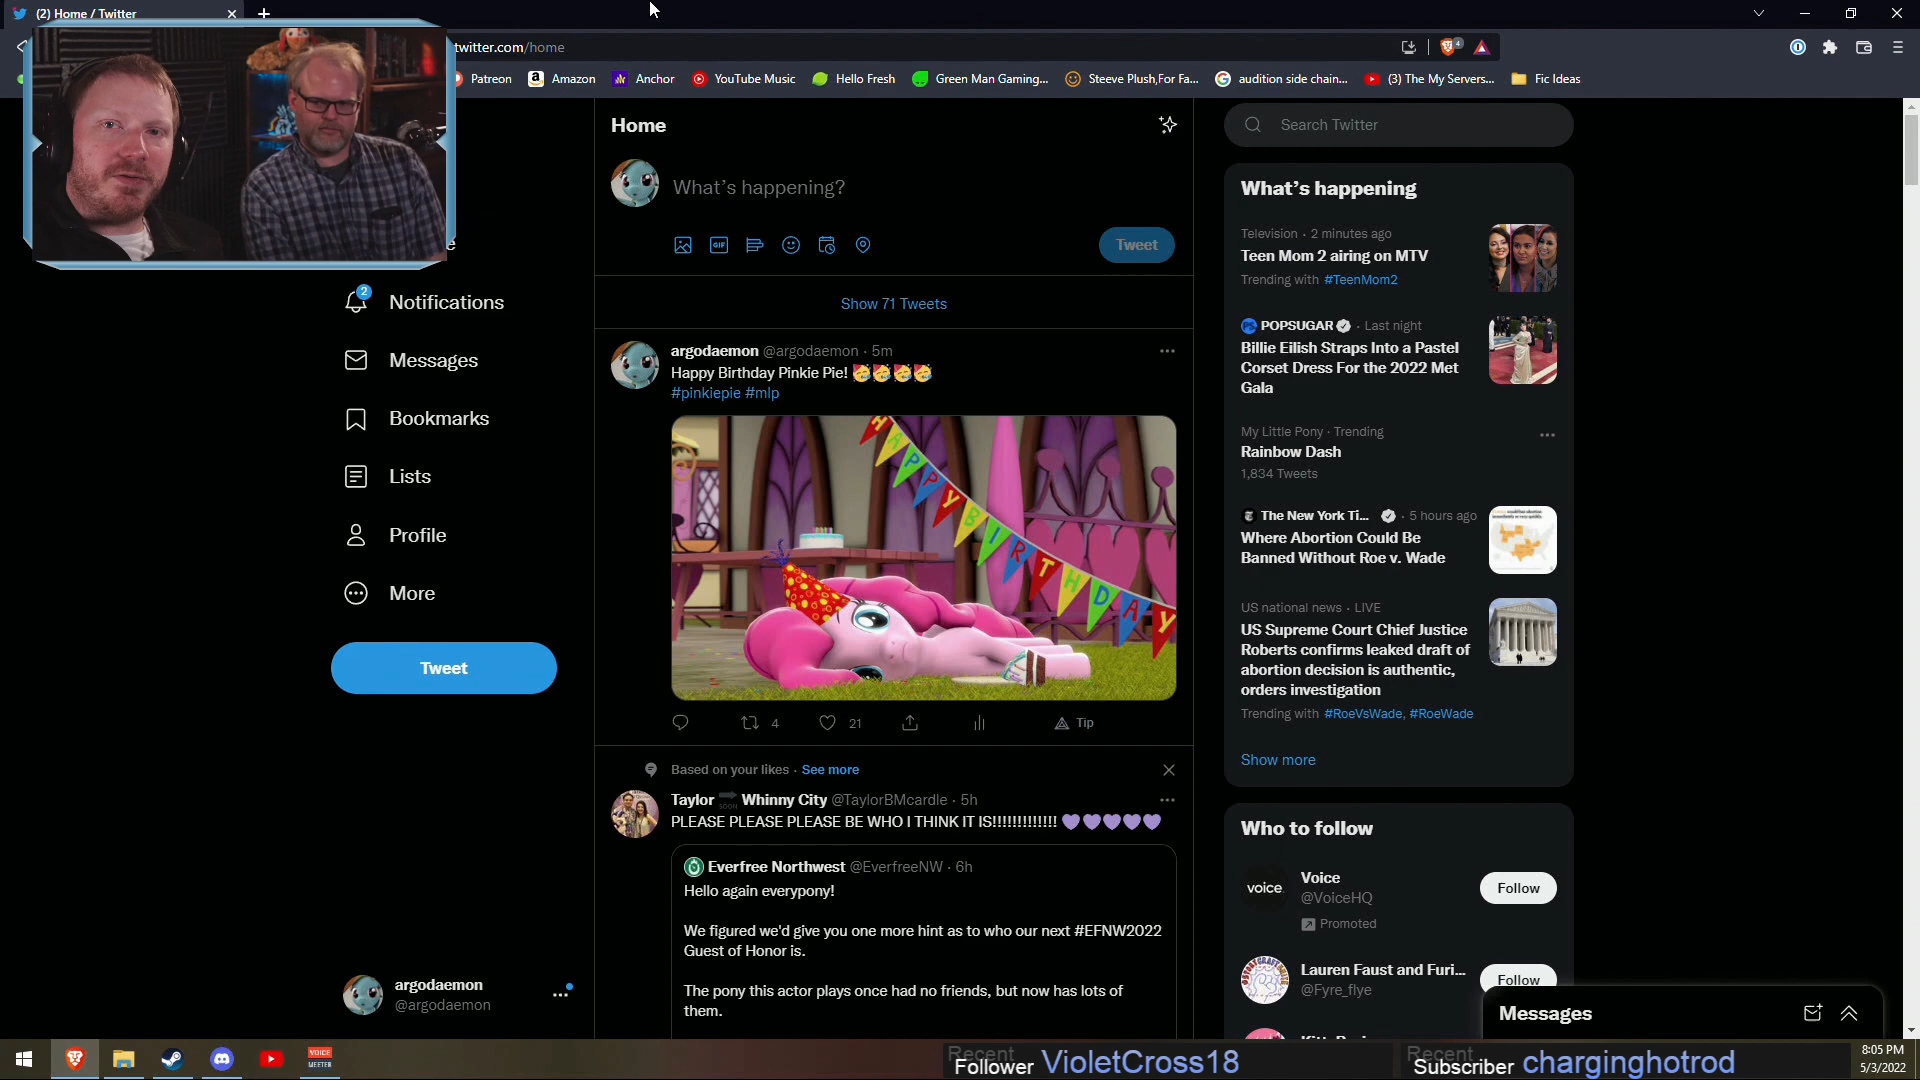 (2) Home / Twitter
twitter.com/home
4
Patreon
Amazon
Anchor
YouTube Music
Hello Fresh
Green Man Gaming...
Steeve Plush,For Fa...
audition side chain...
(3) The My Servers...
Fic Ideas
Home
What's happening?
GIF
Tweet
Show 71 Tweets
2
Notifications
Messages
Bookmarks
Lists
Profile
More
Tweet
argodaemon
@argodaemon
argodaemon @argodaemon · 5m
Happy Birthday Pinkie Pie! 🥳🥳🥳🥳
#pinkiepie #mlp
HAPPY BIRTHDAY
4
21
Tip
Based on your likes · See more
Taylor 🔜 Whinny City @TaylorBMcardle · 5h
PLEASE PLEASE PLEASE BE WHO I THINK IT IS!!!!!!!!!!!!! 💜💜💜💜💜
Everfree Northwest @EverfreeNW · 6h
Hello again everypony!
We figured we'd give you one more hint as to who our next #EFNW2022
Guest of Honor is.
The pony this actor plays once had no friends, but now has lots of
them.
Search Twitter
What's happening
Television · 2 minutes ago
Teen Mom 2 airing on MTV
Trending with #TeenMom2
POPSUGAR · Last night
Billie Eilish Straps Into a Pastel
Corset Dress For the 2022 Met
Gala
My Little Pony · Trending
Rainbow Dash
1,834 Tweets
The New York Ti... · 5 hours ago
Where Abortion Could Be
Banned Without Roe v. Wade
US national news · LIVE
US Supreme Court Chief Justice
Roberts confirms leaked draft of
abortion decision is authentic,
orders investigation
Trending with #RoeVsWade, #RoeWade
Show more
Who to follow
voice
Voice
@VoiceHQ
Promoted
Follow
Lauren Faust and Furi...
@Fyre_flye
Follow
Messages
VOICE
MEETER
Recent
Follower VioletCross18
Recent
Subscriber charginghotrod
8:05 PM
5/3/2022